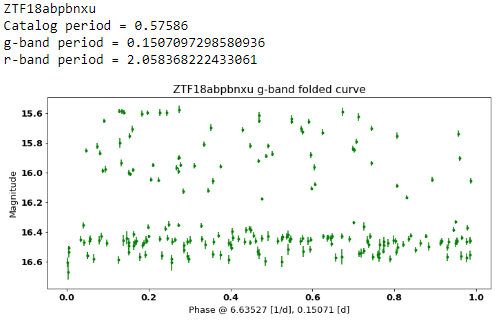 ZTF18abpbnxu
Catalog period = 0.57586
g-band period = 0.1507097298580936
r-band period = 2.058368222433061
ZTF18abpbnxu g-band folded curve
Magnitude
15.6
15.8
16.0
16.2
16.4
16.6
0.0
0.2
0.4
0.6
0.8
1.0
Phase @ 6.63527 [1/d], 0.15071 [d]